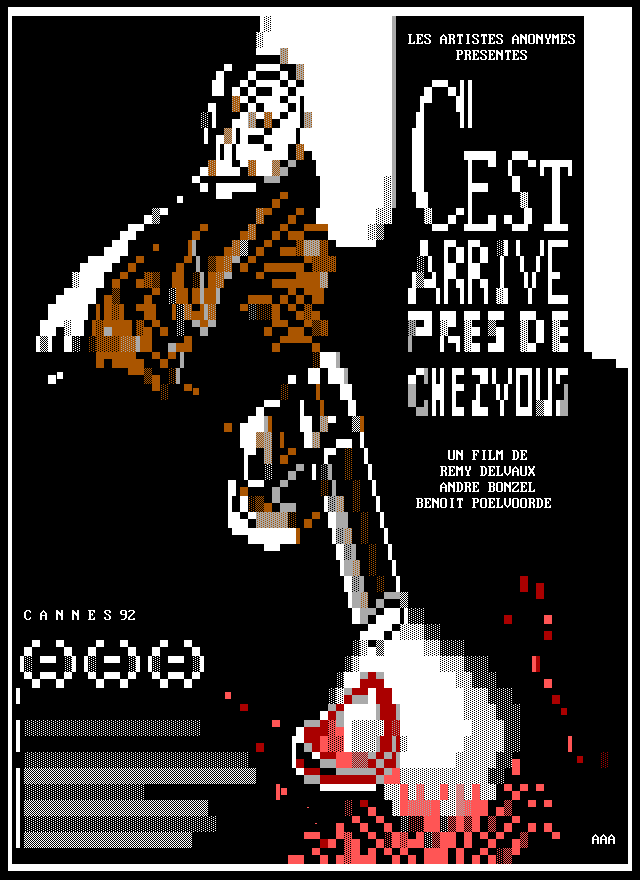 LES ARTISTES ANONYMES
PRESENTES
C'EST
ARRIVE
PRES DE
CHEZ VOUS
UN FILM DE
REMY DELVAUX
ANDRE BONZEL
BENOIT POELVOORDE
CANNES 92
AAA